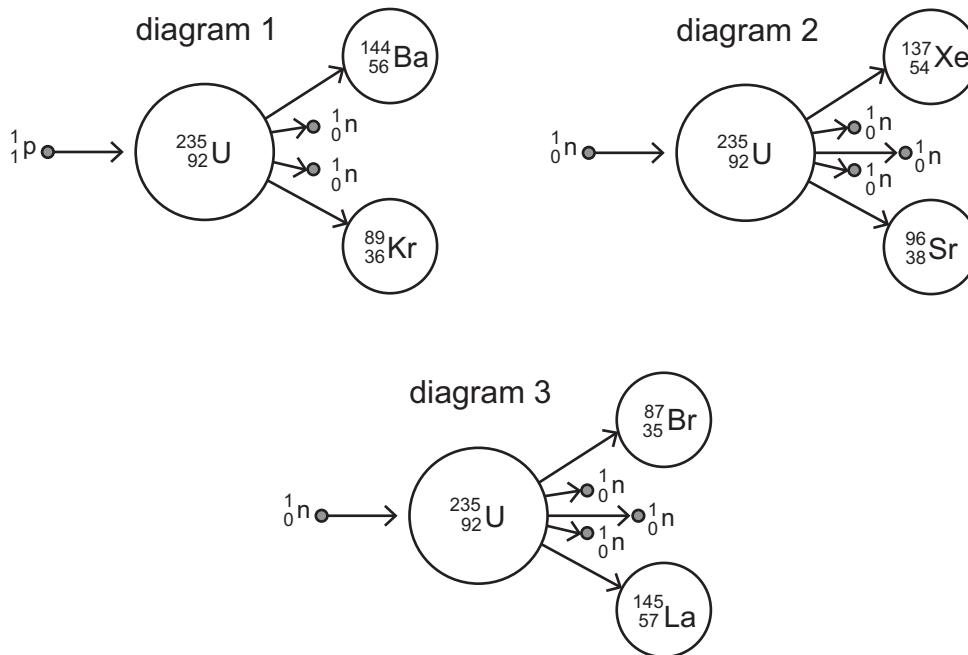 diagram 1
¹₁p
²³⁵₉₂U
¹⁴⁴₅₆Ba
¹₀n
¹₀n
⁸⁹₃₆Kr
diagram 2
¹₀n
²³⁵₉₂U
¹³⁷₅₄Xe
¹₀n
¹₀n
¹₀n
⁹⁶₃₈Sr
diagram 3
¹₀n
²³⁵₉₂U
⁸⁷₃₅Br
¹₀n
¹₀n
¹₀n
¹⁴⁵₅₇La